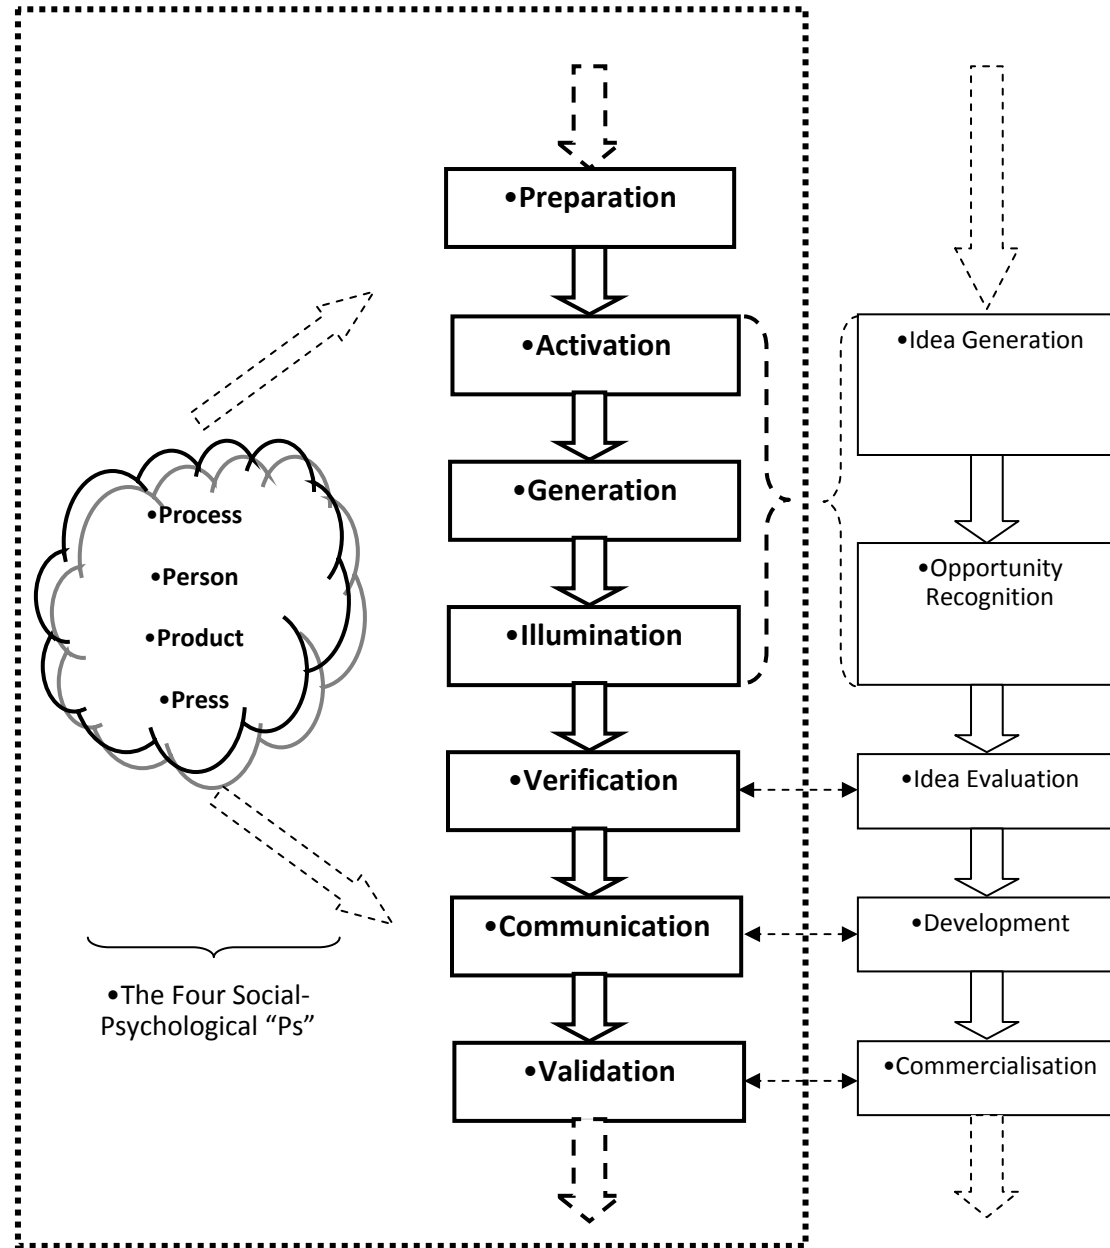 •Preparation
•Activation
•Generation
•Illumination
•Verification
•Communication
•Validation
•Process
•Person
•Product
•Press
•The Four Social-
Psychological “Ps”
•Idea Generation
•Opportunity
Recognition
•Idea Evaluation
•Development
•Commercialisation